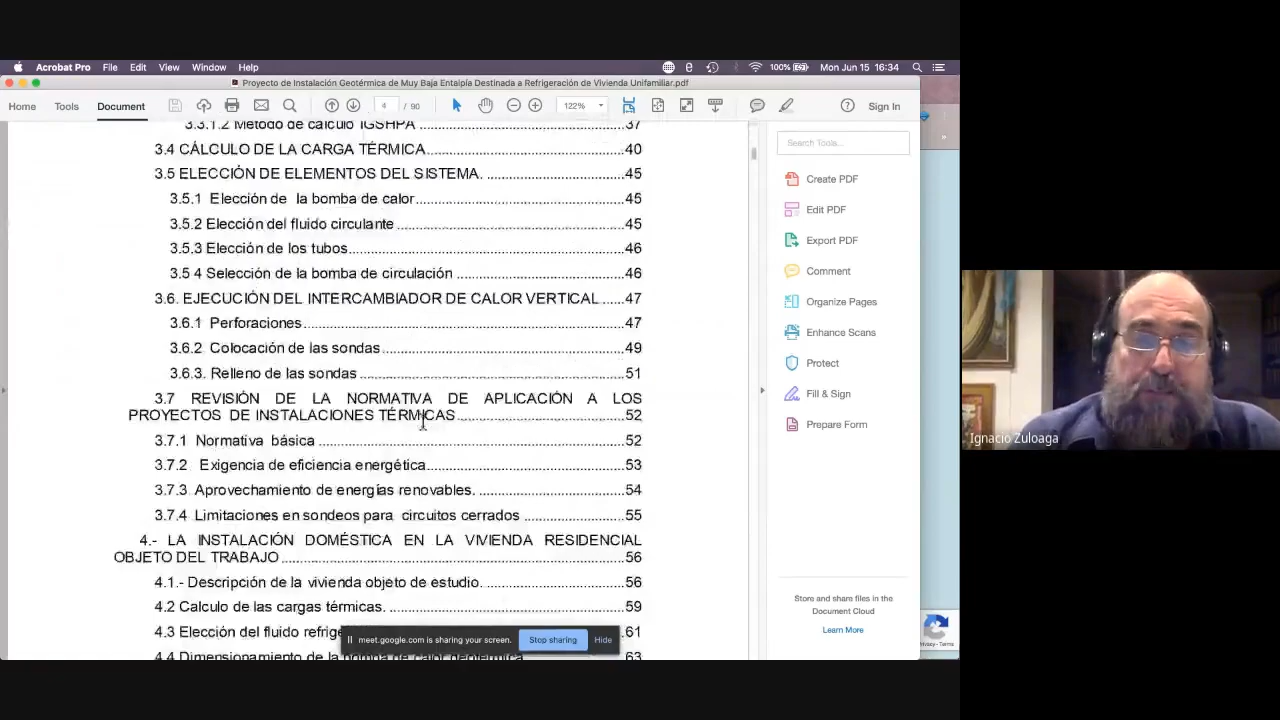 Acrobat Pro File Edit View Window Help 100% Mon Jun 15 16:34
Proyecto de Instalación Geotérmica de Muy Baja Entalpía Destinada a Refrigeración de Vivienda Unifamiliar.pdf
Home Tools Document 4 / 90 122% Sign In
3.3.1.2 Método de cálculo IGSHPA 37
3.4 CÁLCULO DE LA CARGA TÉRMICA 40
3.5 ELECCIÓN DE ELEMENTOS DEL SISTEMA. 45
3.5.1 Elección de la bomba de calor 45
3.5.2 Elección del fluido circulante 45
3.5.3 Elección de los tubos 46
3.5 4 Selección de la bomba de circulación 46
3.6. EJECUCIÓN DEL INTERCAMBIADOR DE CALOR VERTICAL 47
3.6.1 Perforaciones 47
3.6.2 Colocación de las sondas 49
3.6.3. Relleno de las sondas 51
3.7 REVISIÓN DE LA NORMATIVA DE APLICACIÓN A LOS
PROYECTOS DE INSTALACIONES TÉRMICAS 52
3.7.1 Normativa básica 52
3.7.2 Exigencia de eficiencia energética 53
3.7.3 Aprovechamiento de energías renovables. 54
3.7.4 Limitaciones en sondeos para circuitos cerrados 55
4.- LA INSTALACIÓN DOMÉSTICA EN LA VIVIENDA RESIDENCIAL
OBJETO DEL TRABAJO 56
4.1.- Descripción de la vivienda objeto de estudio. 56
4.2 Calculo de las cargas térmicas. 59
4.3 Elección del fluido 61
4.4 Dimensionamiento de la bomba de calor geotérmica 63
meet.google.com is sharing your screen. Stop sharing Hide
Search Tools...
Create PDF
Edit PDF
Export PDF
Comment
Organize Pages
Enhance Scans
Protect
Fill & Sign
Prepare Form
Store and share files in the
Document Cloud
Learn More
Privacy - Terms
Ignacio Zuloaga